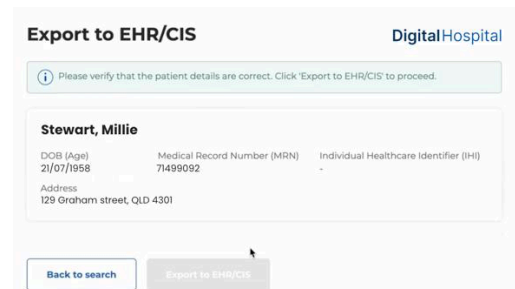 Export to EHR/CIS
DigitalHospital
i Please verify that the patient details are correct. Click 'Export to EHR/CIS' to proceed.
Stewart, Millie
DOB (Age) Medical Record Number (MRN) Individual Healthcare Identifier (IHI)
21/07/1958 71499092 -
Address
129 Graham street, QLD 4301
Back to search Export to EHR/CIS